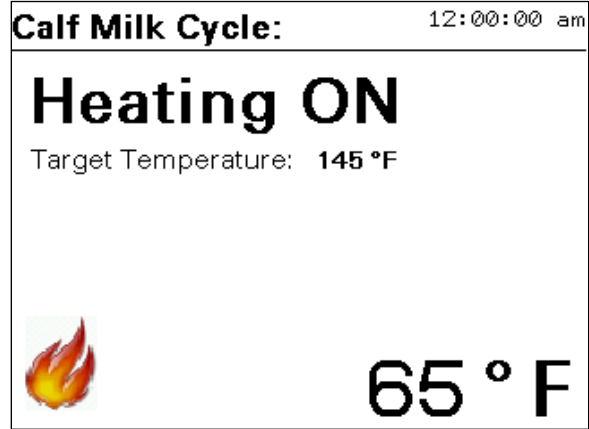 Calf Milk Cycle: 12:00:00 am
Heating ON
Target Temperature: 145 °F
65 °F